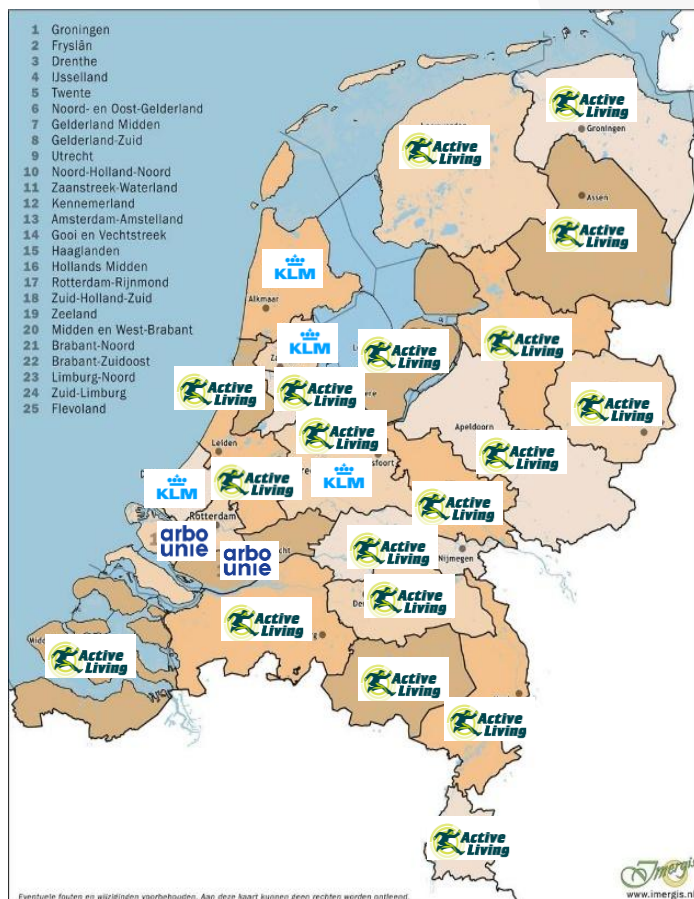 1 Groningen
2 Fryslân
3 Drenthe
4 IJsselland
5 Twente
6 Noord- en Oost-Gelderland
7 Gelderland Midden
8 Gelderland-Zuid
9 Utrecht
10 Noord-Holland-Noord
11 Zaanstreek-Waterland
12 Kennemerland
13 Amsterdam-Amstelland
14 Gooi en Vechtstreek
15 Haaglanden
16 Hollands Midden
17 Rotterdam-Rijnmond
18 Zuid-Holland-Zuid
19 Zeeland
20 Midden en West-Brabant
21 Brabant-Noord
22 Brabant-Zuidoost
23 Limburg-Noord
24 Zuid-Limburg
25 Flevoland
Active Living
Groningen
Active Living
Assen
Active Living
KLM
Alkmaar
KLM
Active Living
Active Living
Active Living
Active Living
Active Living
Apeldoorn
Active Living
Leiden
Active Living
sfoort
KLM
Active Living
KLM
Active Living
Rotterdam
arbo unie
arbo unie
cht
Active Living
Nijmegen
Active Living
Active Living
Active Living
Active Living
Active Living
Active Living
Imergis
www.imergis.nl
Eventuele fouten en wijzigingen voorbehouden. Aan deze kaart kunnen geen rechten worden ontleend.